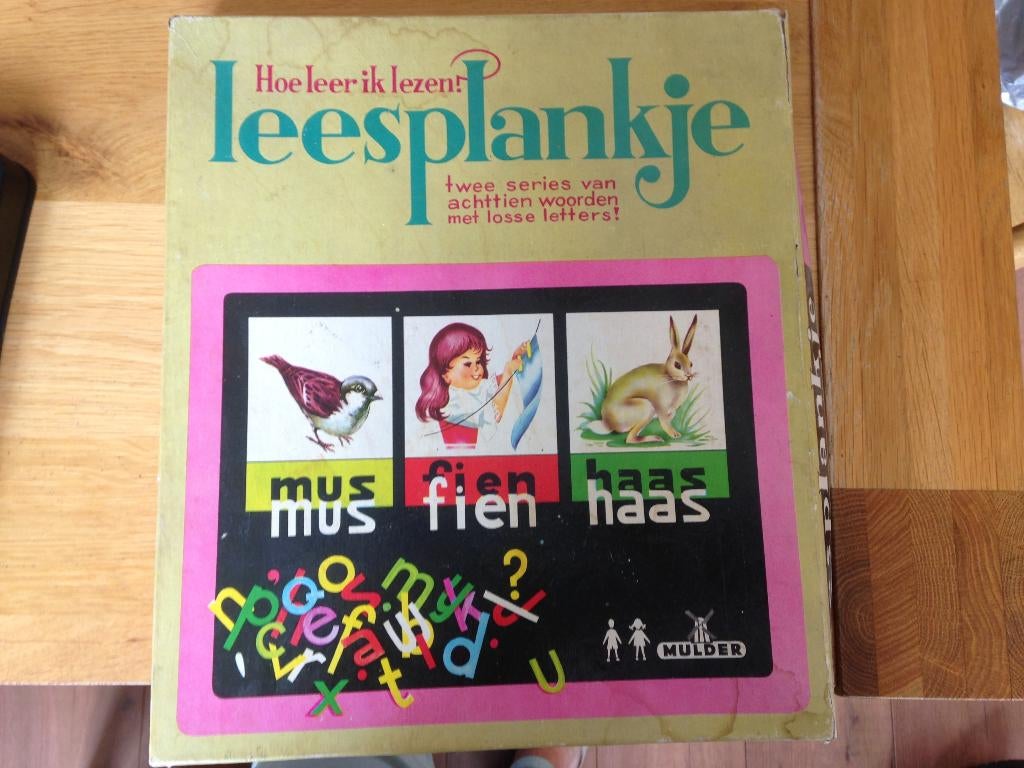 Hoe leer ik lezen?
leesplankje
twee series van
achttien woorden
met losse letters!
mus fien haas
mus fien haas
MULDER